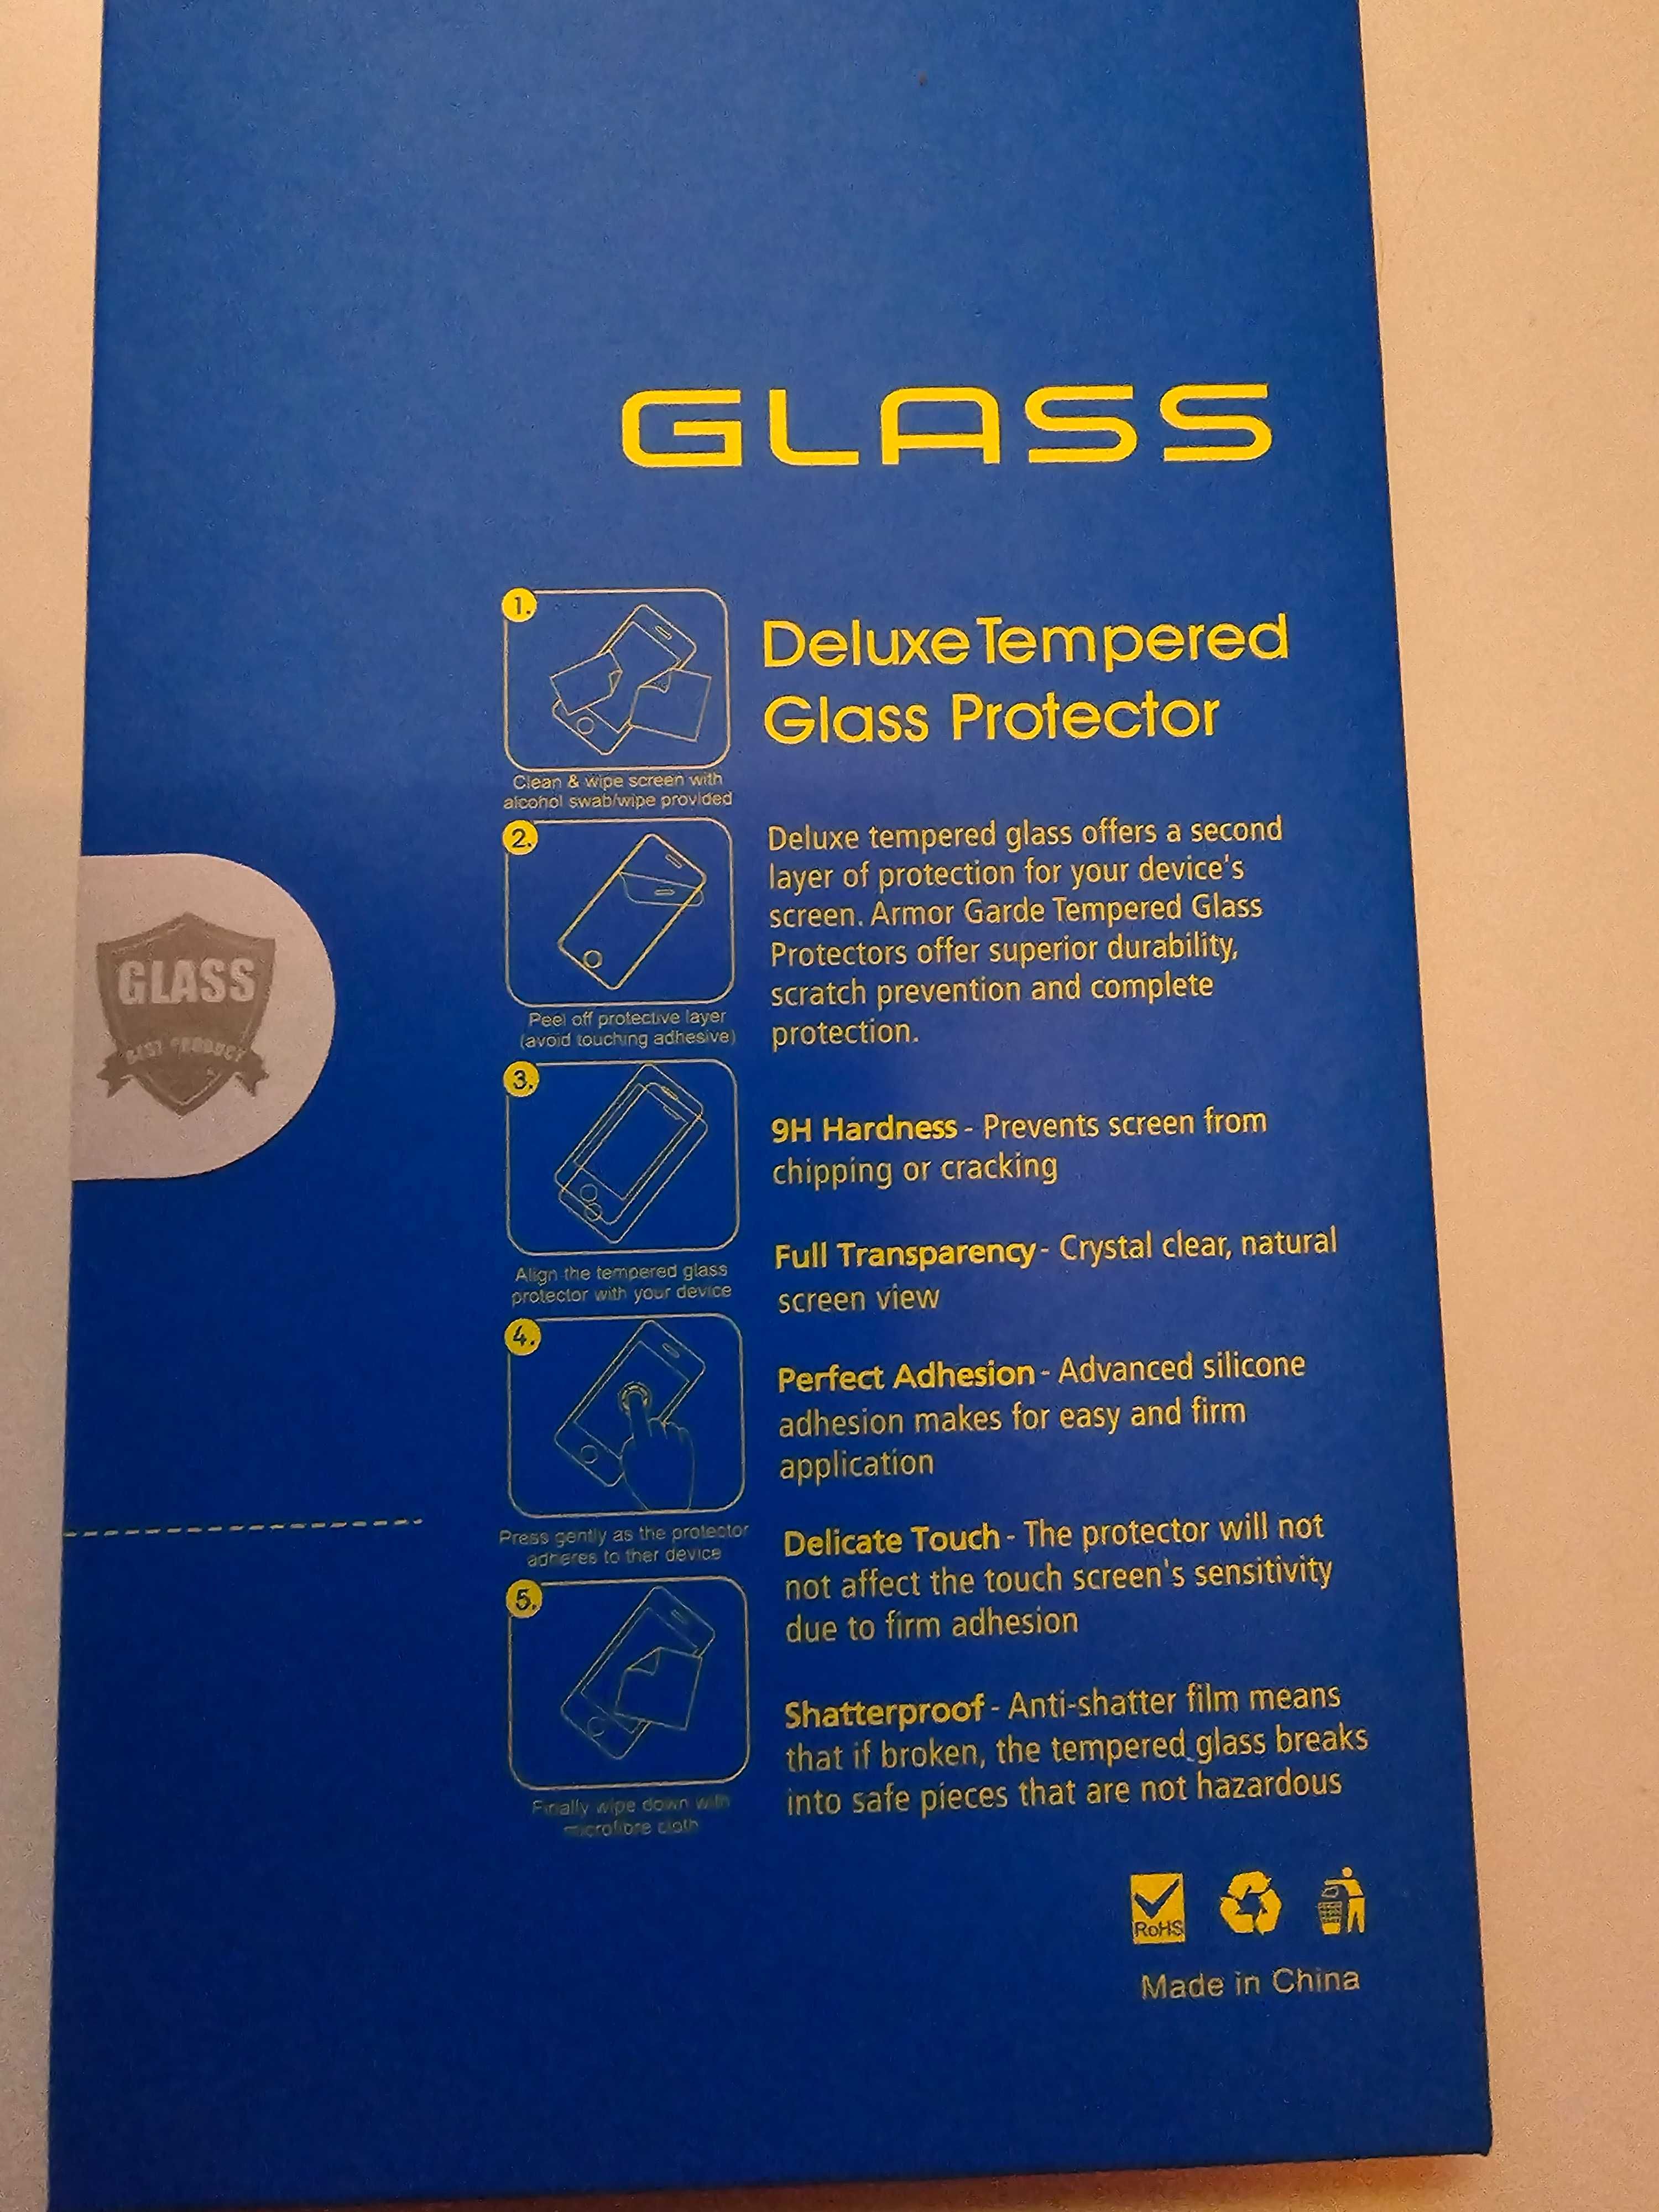 GLASS
1.
Clean & wipe screen with
alcohol swab/wipe provided
2.
Peel off protective layer
(avoid touching adhesive)
3.
Align the tempered glass
protector with your device
4.
Press gently as the protector
adheres to ther device
5.
Finally wipe down with
microfibre cloth
Deluxe Tempered
Glass Protector
Deluxe tempered glass offers a second
layer of protection for your device's
screen. Armor Garde Tempered Glass
Protectors offer superior durability,
scratch prevention and complete
protection.
9H Hardness - Prevents screen from
chipping or cracking
Full Transparency - Crystal clear, natural
screen view
Perfect Adhesion - Advanced silicone
adhesion makes for easy and firm
application
Delicate Touch - The protector will not
not affect the touch screen's sensitivity
due to firm adhesion
Shatterproof - Anti-shatter film means
that if broken, the tempered glass breaks
into safe pieces that are not hazardous
GLASS
BEST PRODUCT
RoHS
Made in China